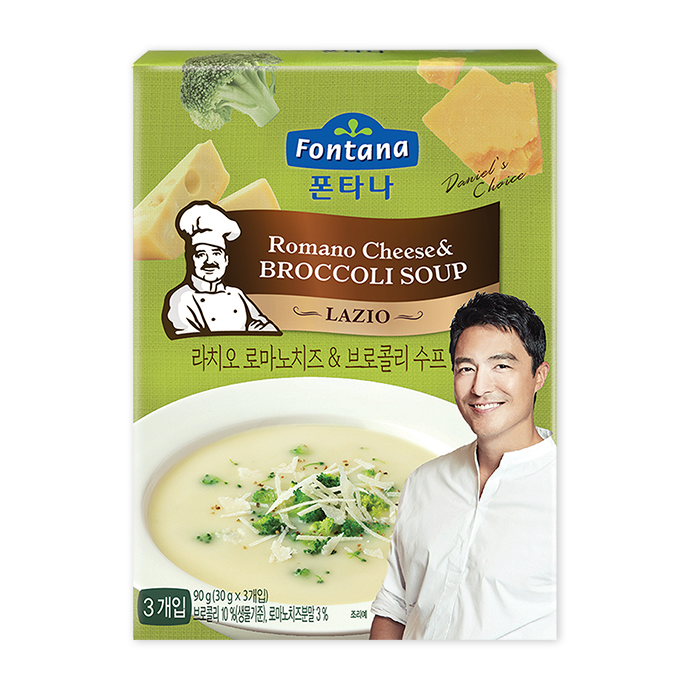 Fontana
폰타나
Daniel's
Choice
Romano Cheese&
BROCCOLI SOUP
LAZIO
라치오 로마노치즈 & 브로콜리 수프
3개입
90g(30g x 3개입)
브로콜리 10%(생물기준), 로마노치즈분말 3%
조리예